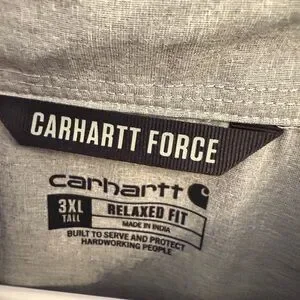 CARHARTT FORCE
carhartt
3XL
TALL
RELAXED FIT
MADE IN INDIA
BUILT TO SERVE AND PROTECT
HARDWORKING PEOPLE